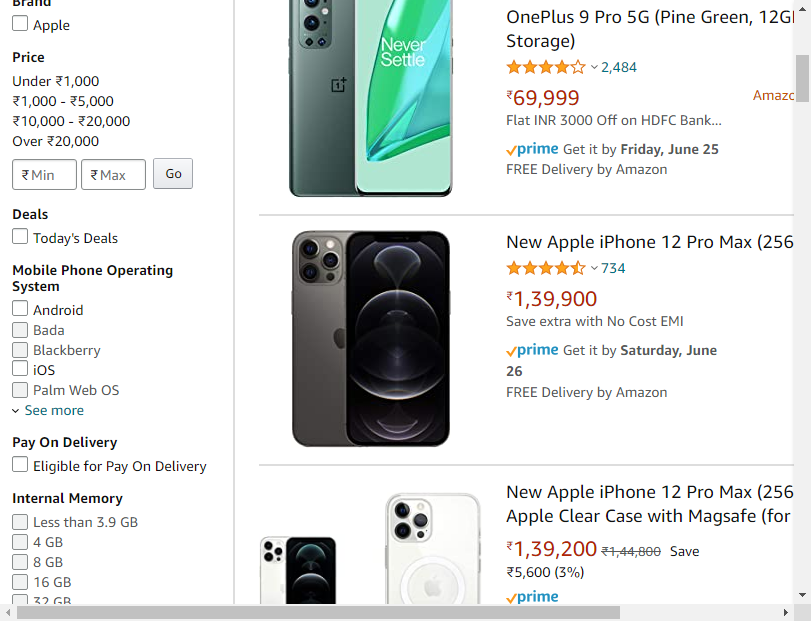 Brand
Apple
Price
Under ₹1,000
₹1,000 - ₹5,000
₹10,000 - ₹20,000
Over ₹20,000
₹ Min
₹ Max
Go
Deals
Today's Deals
Mobile Phone Operating
System
Android
Bada
Blackberry
iOS
Palm Web OS
See more
Pay On Delivery
Eligible for Pay On Delivery
Internal Memory
Less than 3.9 GB
4 GB
8 GB
16 GB
32 GB
Never
Settle
OnePlus 9 Pro 5G (Pine Green, 12G
Storage)
2,484
₹69,999
Amazo
Flat INR 3000 Off on HDFC Bank...
prime Get it by Friday, June 25
FREE Delivery by Amazon
New Apple iPhone 12 Pro Max (256
734
₹1,39,900
Save extra with No Cost EMI
prime Get it by Saturday, June
26
FREE Delivery by Amazon
New Apple iPhone 12 Pro Max (256
Apple Clear Case with Magsafe (for
₹1,39,200 ₹1,44,800 Save
₹5,600 (3%)
prime